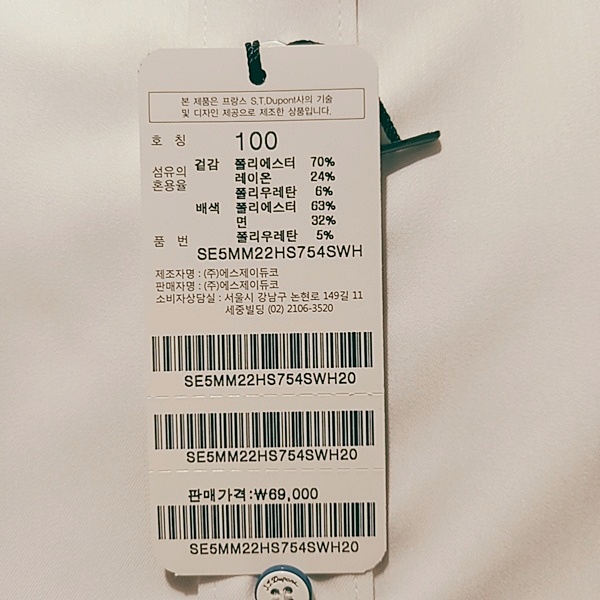 본 제품은 프랑스 S.T.Dupont사의 기술
및 디자인 제공으로 제조한 상품입니다.
호 칭 100
섬유의 혼용율 겉감 폴리에스터 70%
레이온 24%
폴리우레탄 6%
배색 폴리에스터 63%
면 32%
폴리우레탄 5%
품 번 SE5MM22HS754SWH
제조자명 : (주)에스제이듀코
판매자명 : (주)에스제이듀코
소비자상담실 : 서울시 강남구 논현로 149길 11
세중빌딩 (02) 2106-3520
SE5MM22HS754SWH20
SE5MM22HS754SWH20
판매가격:₩69,000
SE5MM22HS754SWH20
S.T. Dupont